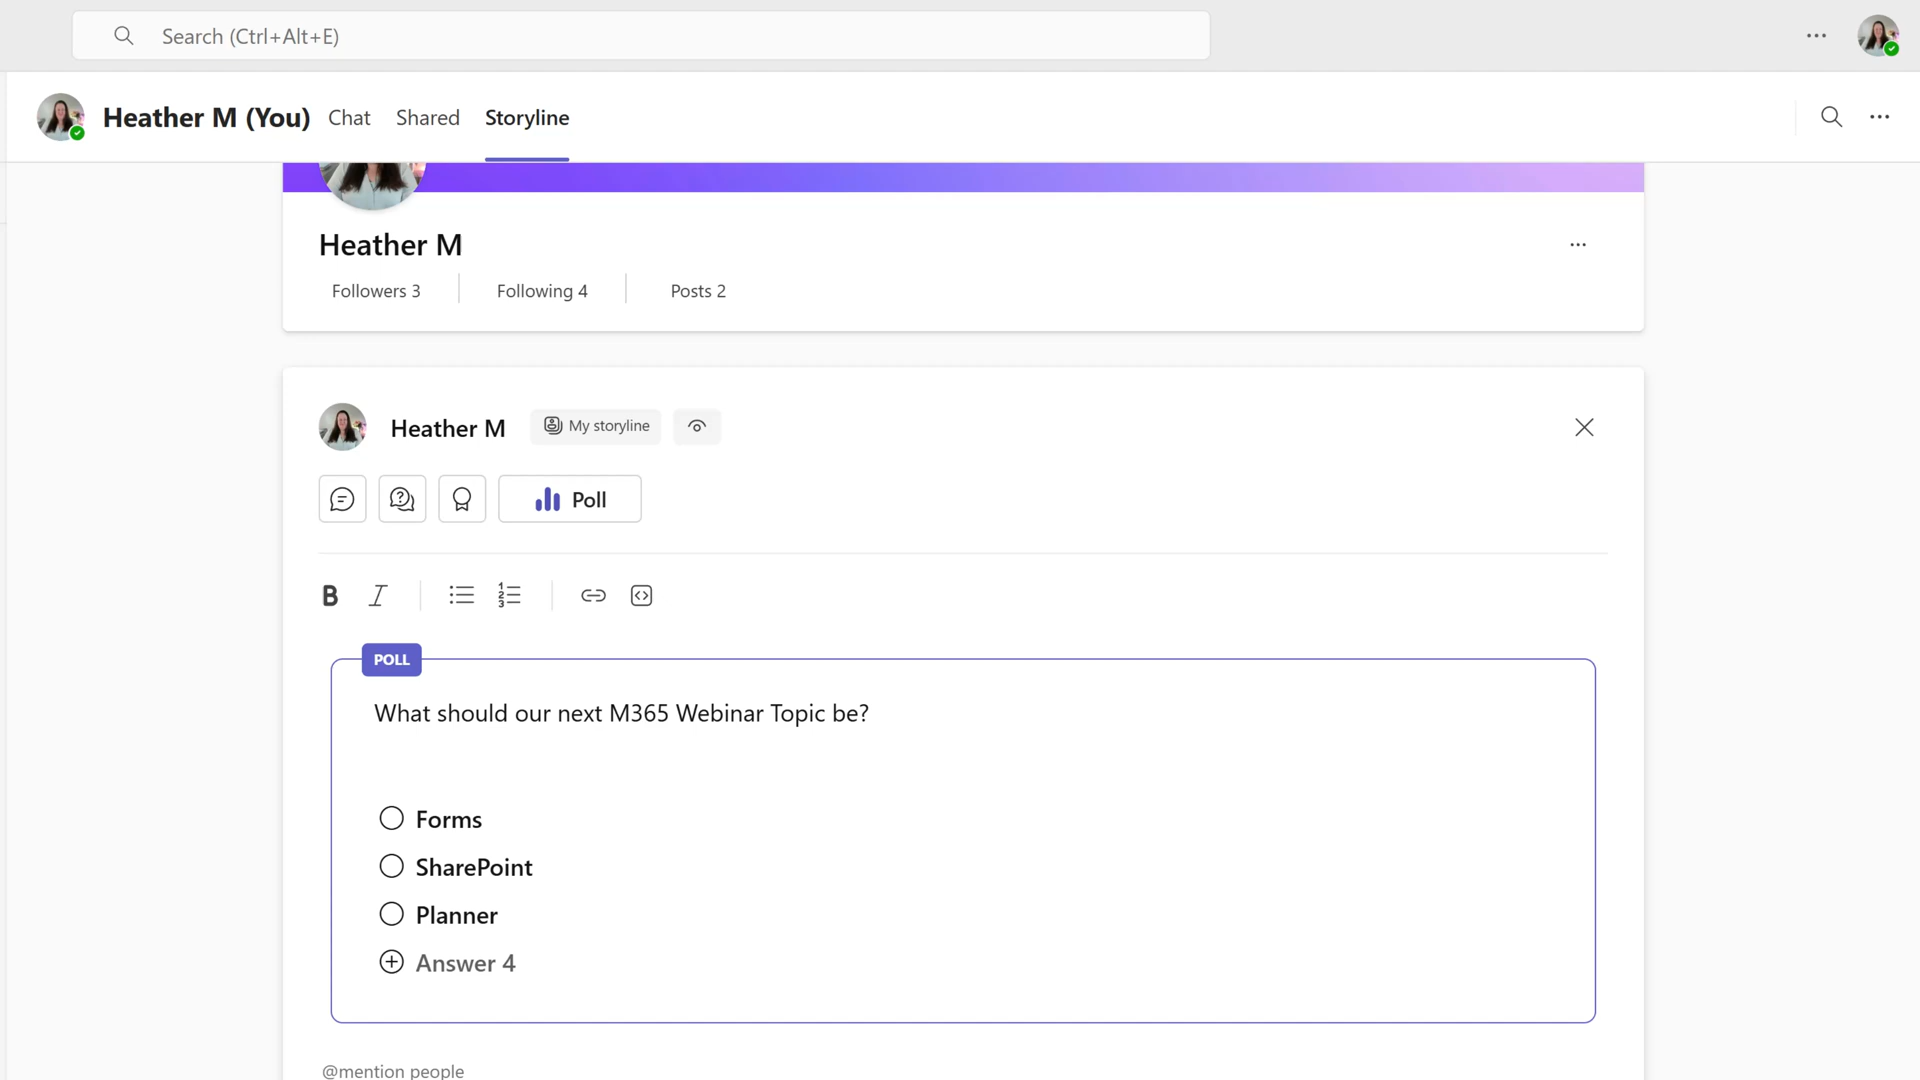 Search (Ctrl+Alt+E)
Heather M (You) Chat Shared Storyline
Heather M
Followers 3 Following 4 Posts 2
Heather M My storyline
Poll
B I
POLL
What should our next M365 Webinar Topic be?
Forms
SharePoint
Planner
Answer 4
@mention people